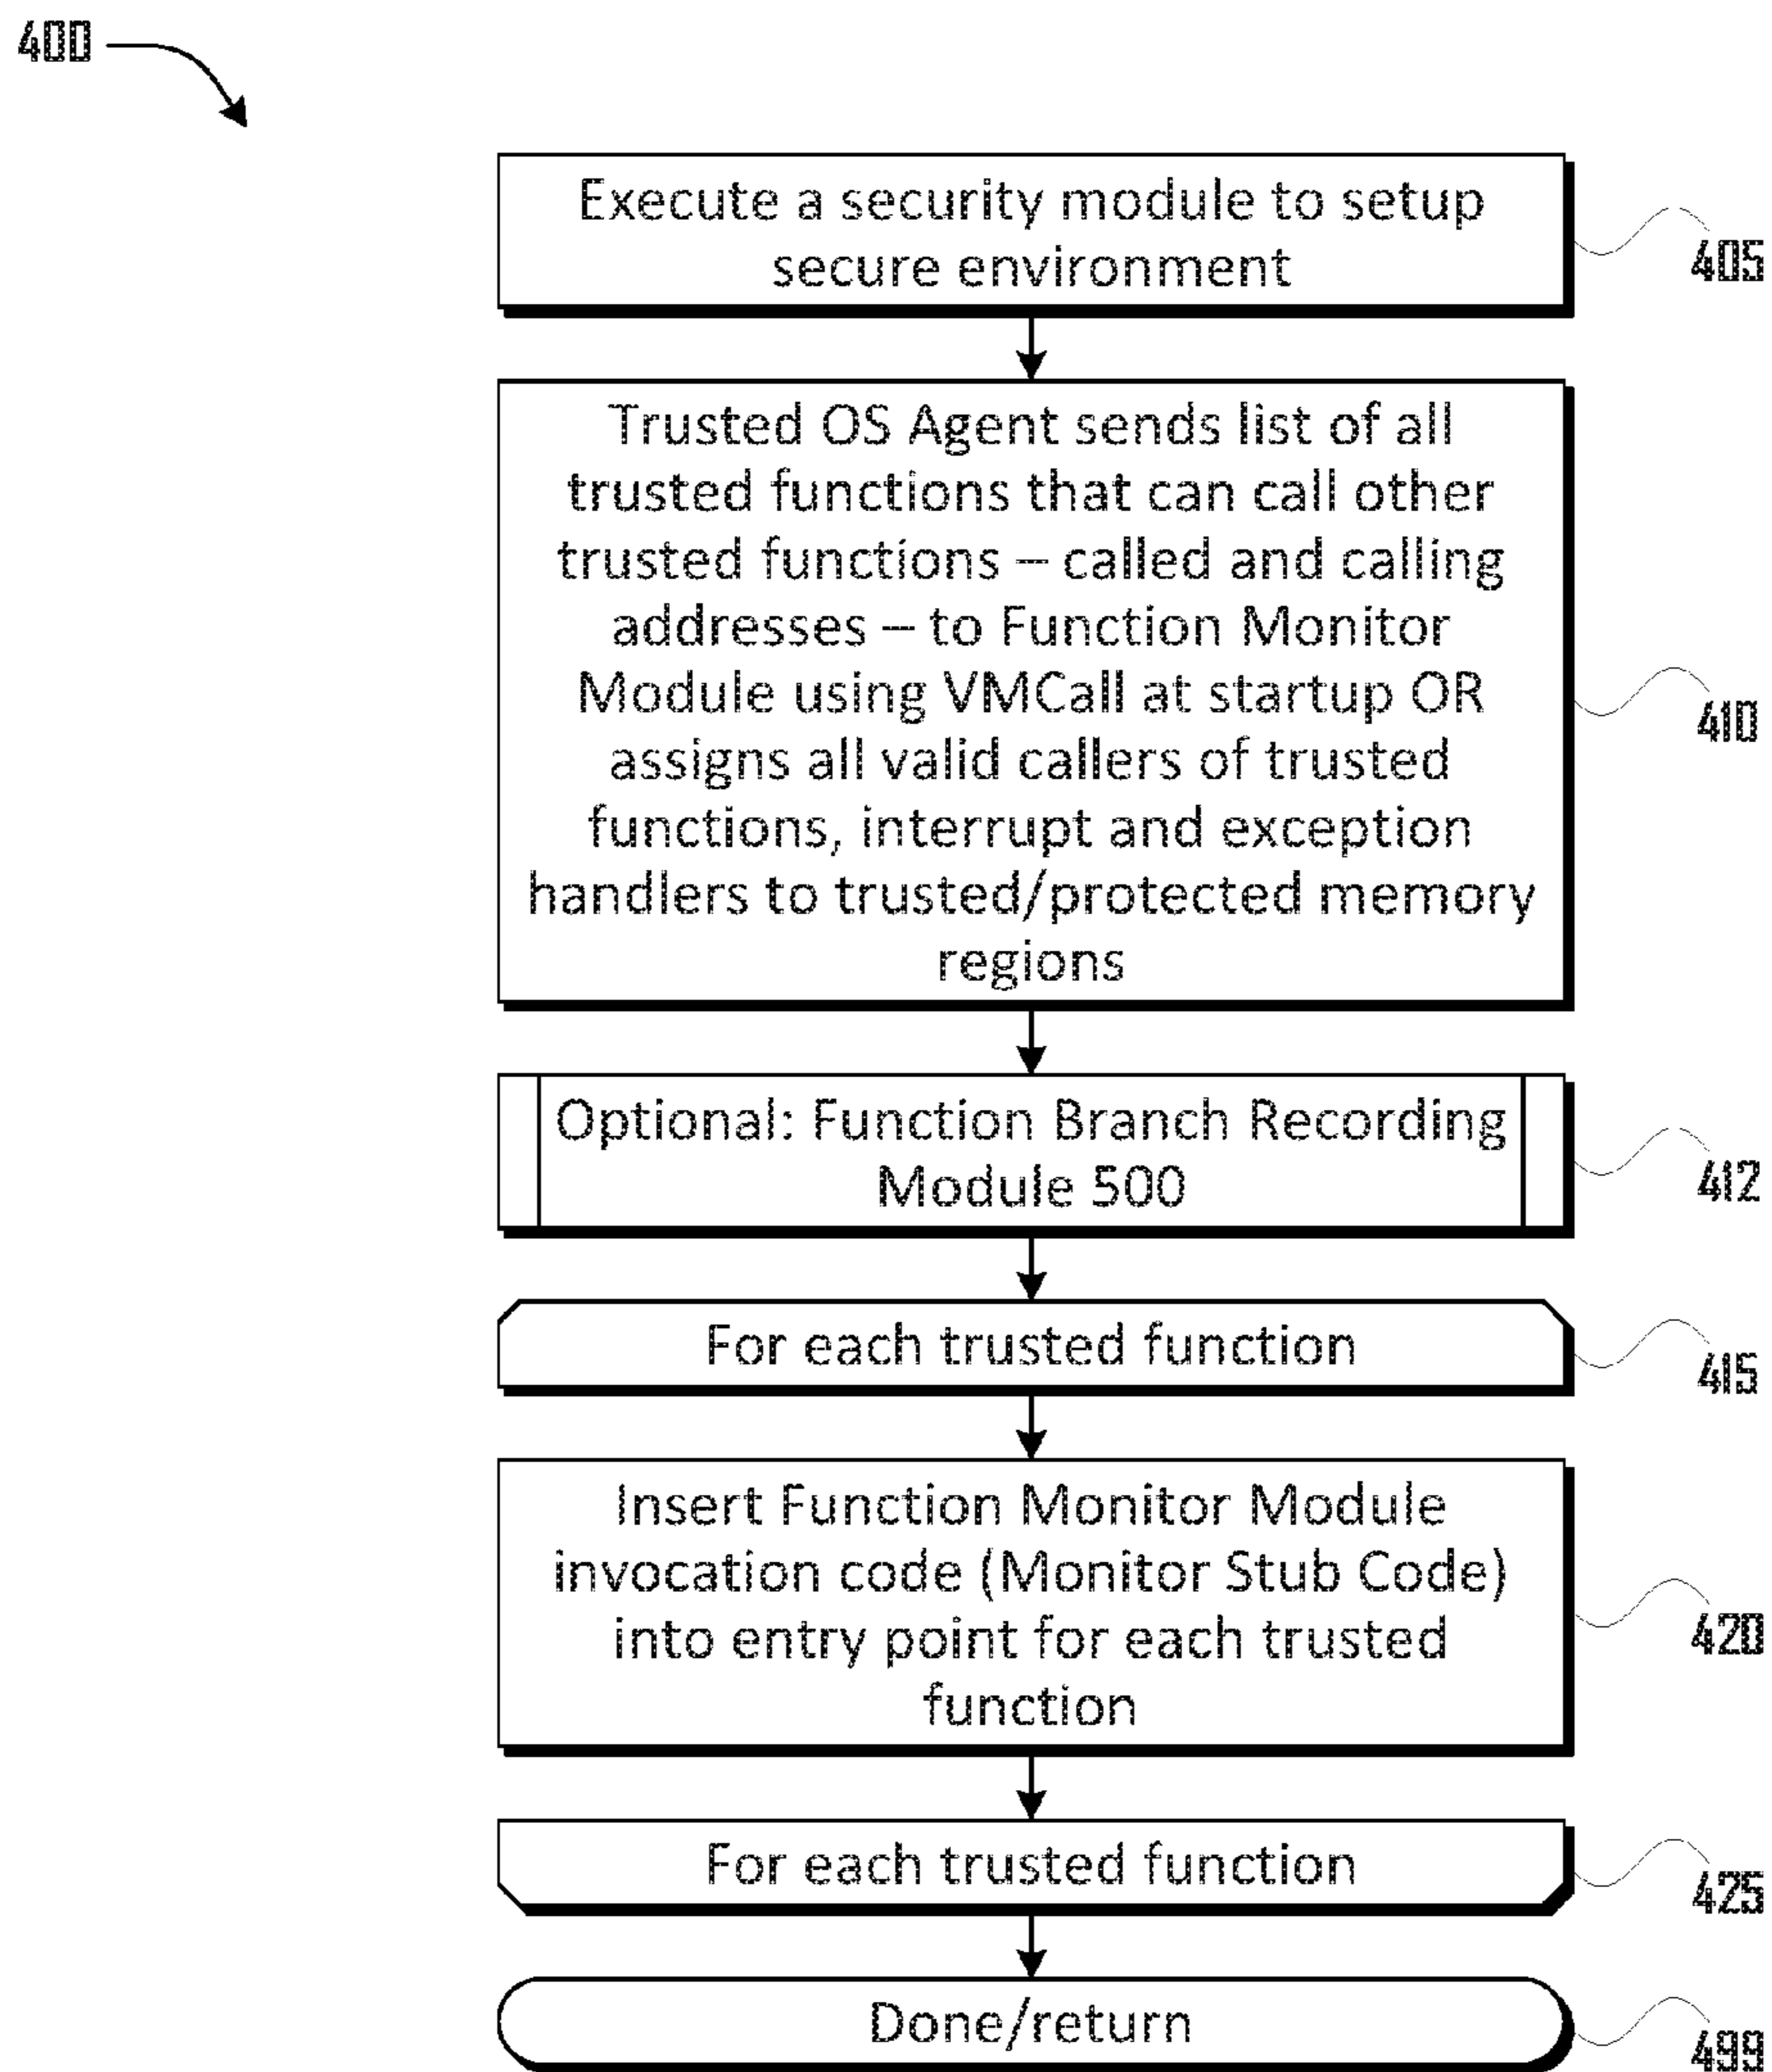 400
Execute a security module to setup
secure environment
405
Trusted OS Agent sends list of all
trusted functions that can call other
trusted functions – called and calling
addresses – to Function Monitor
Module using VMCall at startup OR
assigns all valid callers of trusted
functions, interrupt and exception
handlers to trusted/protected memory
regions
410
Optional: Function Branch Recording
Module 500
412
For each trusted function
415
Insert Function Monitor Module
invocation code (Monitor Stub Code)
into entry point for each trusted
function
420
For each trusted function
425
Done/return
499